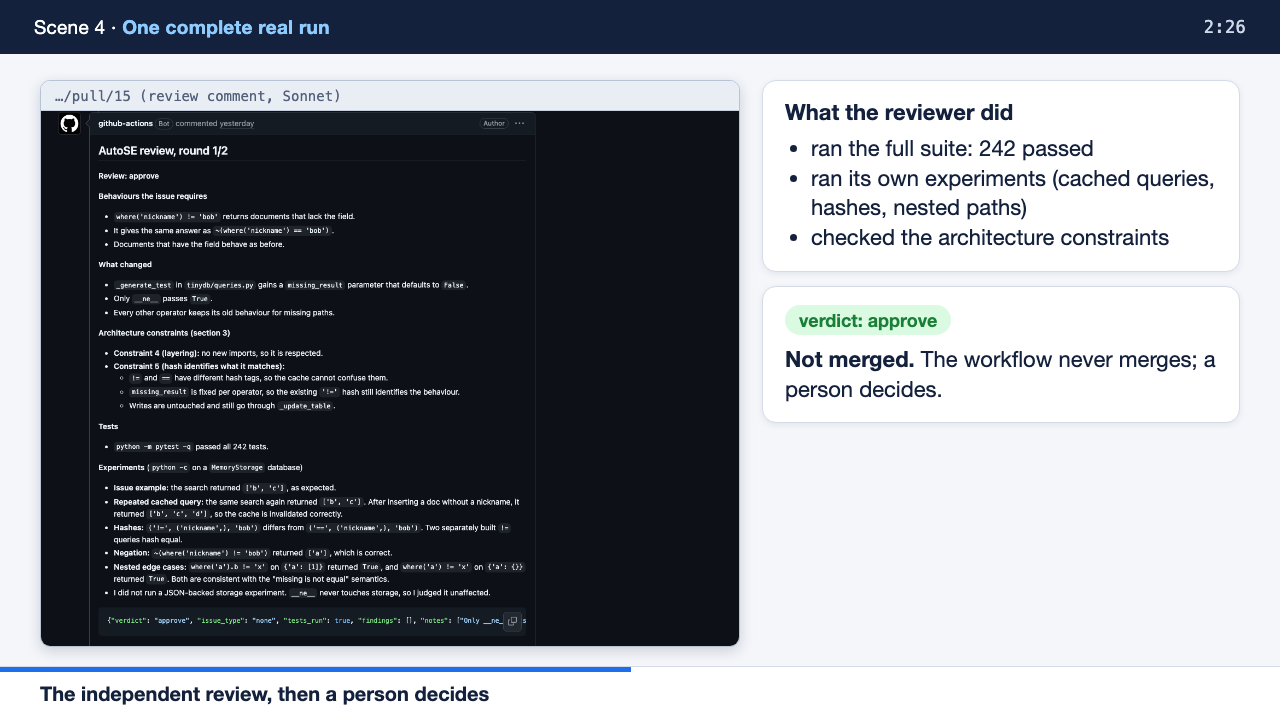 Scene 4 · One complete real run
2:26
…/pull/15 (review comment, Sonnet)
github-actions Bot commented yesterday
Author ···
AutoSE review, round 1/2
Review: approve
Behaviours the issue requires
• where('nickname') != 'bob' returns documents that lack the field.
• It gives the same answer as ~(where('nickname') == 'bob').
• Documents that have the field behave as before.
What changed
• _generate_test in tinydb/queries.py gains a missing_result parameter that defaults to False.
• Only __ne__ passes True.
• Every other operator keeps its old behaviour for missing paths.
Architecture constraints (section 3)
• Constraint 4 (layering): no new imports, so it is respected.
• Constraint 5 (hash identifies what it matches):
○ != and == have different hash tags, so the cache cannot confuse them.
○ missing_result is fixed per operator, so the existing '!=' hash still identifies the behaviour.
○ Writes are untouched and still go through _update_table.
Tests
• python -m pytest -q passed all 242 tests.
Experiments (python -c on a MemoryStorage database)
• Issue example: the search returned ['b', 'c'], as expected.
• Repeated cached query: the same search again returned ['b', 'c']. After inserting a doc without a nickname, it
returned ['b', 'c', 'd'], so the cache is invalidated correctly.
• Hashes: ('!=', ('nickname',), 'bob') differs from ('==', ('nickname',), 'bob'). Two separately built !=
queries hash equal.
• Negation: ~(where('nickname') != 'bob') returned ['a'], which is correct.
• Nested edge cases: where('a').b != 'x' on {'a': [1]} returned True, and where('a') != 'x' on {'a': {}}
returned True. Both are consistent with the "missing is not equal" semantics.
• I did not run a JSON-backed storage experiment. __ne__ never touches storage, so I judged it unaffected.
{"verdict": "approve", "issue_type": "none", "tests_run": true, "findings": [], "notes": ["Only __ne_
What the reviewer did
• ran the full suite: 242 passed
• ran its own experiments (cached queries,
hashes, nested paths)
• checked the architecture constraints
verdict: approve
Not merged. The workflow never merges; a
person decides.
The independent review, then a person decides